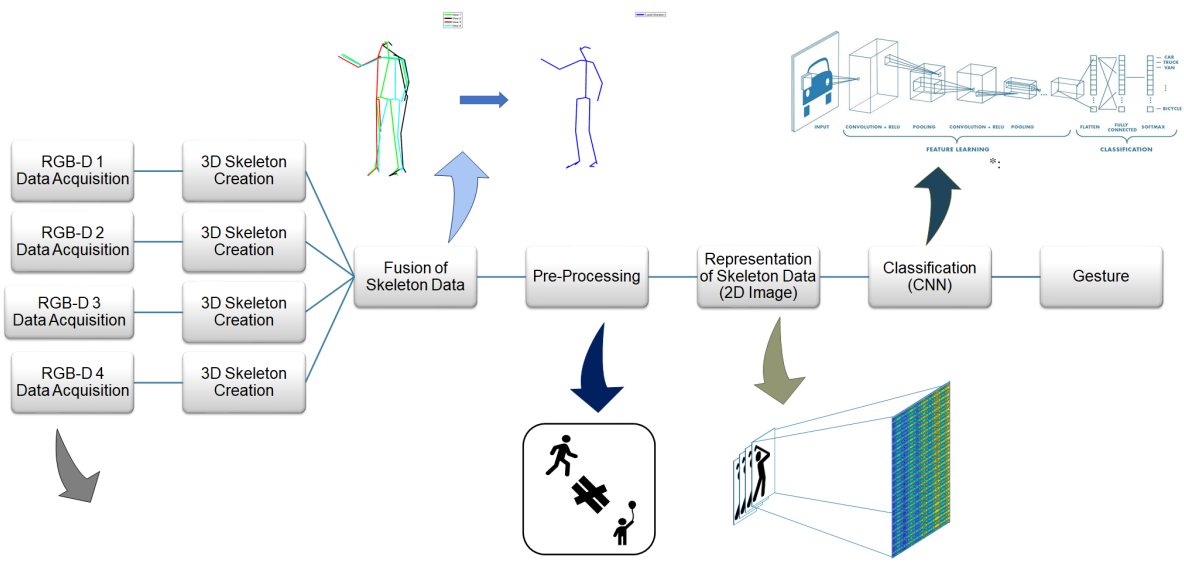 RGB-D 1
Data Acquisition
3D Skeleton
Creation
RGB-D 2
Data Acquisition
3D Skeleton
Creation
RGB-D 3
Data Acquisition
3D Skeleton
Creation
RGB-D 4
Data Acquisition
3D Skeleton
Creation
Fusion of
Skeleton Data
Pre-Processing
Representation
of Skeleton Data
(2D Image)
Classification
(CNN)
Gesture
CAR
TRUCK
VAN
BICYCLE
INPUT
CONVOLUTION + RELU
POOLING
CONVOLUTION + RELU
POOLING
FLATTEN
FULLY
CONNECTED
SOFTMAX
FEATURE LEARNING
CLASSIFICATION
*: